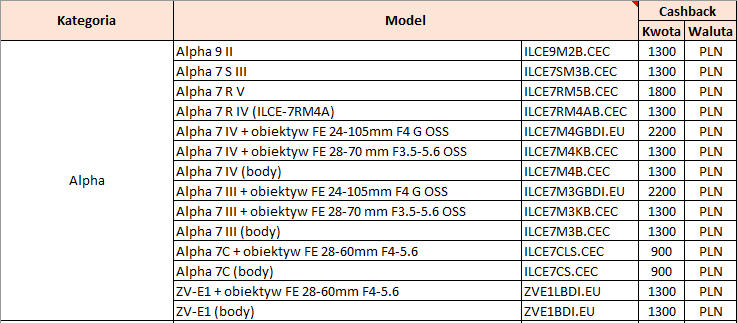 Kategoria Model Cashback
Kwota Waluta
Alpha
Alpha 9 II ILCE9M2B.CEC 1300 PLN
Alpha 7 S III ILCE7SM3B.CEC 1300 PLN
Alpha 7 R V ILCE7RM5B.CEC 1800 PLN
Alpha 7 R IV (ILCE-7RM4A) ILCE7RM4AB.CEC 1300 PLN
Alpha 7 IV + obiektyw FE 24-105mm F4 G OSS ILCE7M4GBDI.EU 2200 PLN
Alpha 7 IV + obiektyw FE 28-70 mm F3.5-5.6 OSS ILCE7M4KB.CEC 1300 PLN
Alpha 7 IV (body) ILCE7M4B.CEC 1300 PLN
Alpha 7 III + obiektyw FE 24-105mm F4 G OSS ILCE7M3GBDI.EU 2200 PLN
Alpha 7 III + obiektyw FE 28-70 mm F3.5-5.6 OSS ILCE7M3KB.CEC 1300 PLN
Alpha 7 III (body) ILCE7M3B.CEC 1300 PLN
Alpha 7C + obiektyw FE 28-60mm F4-5.6 ILCE7CLS.CEC 900 PLN
Alpha 7C (body) ILCE7CS.CEC 900 PLN
ZV-E1 + obiektyw FE 28-60mm F4-5.6 ZVE1LBDI.EU 1300 PLN
ZV-E1 (body) ZVE1BDI.EU 1300 PLN